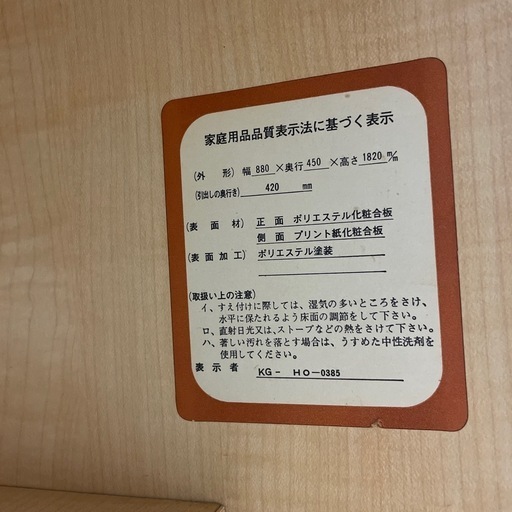 家庭用品品質表示法に基づく表示
(外　形) 幅 880 ×奥行 450 ×高さ 1820 m/m
(引出しの奥行き) 420 mm
(表 面 材) 正 面 ポリエステル化粧合板
側 面 プリント紙化粧合板
(表面加工) ポリエステル塗装
(取扱い上の注意)
イ、すえ付けに際しては、湿気の多いところをさけ、
水平に保たれるよう床面の調節をして下さい。
ロ、直射日光又は、ストーブなどの熱をさけて下さい。
ハ、著しい汚れを落とす場合は、うすめた中性洗剤を
使用してください。
表 示 者 KG- HO-0385